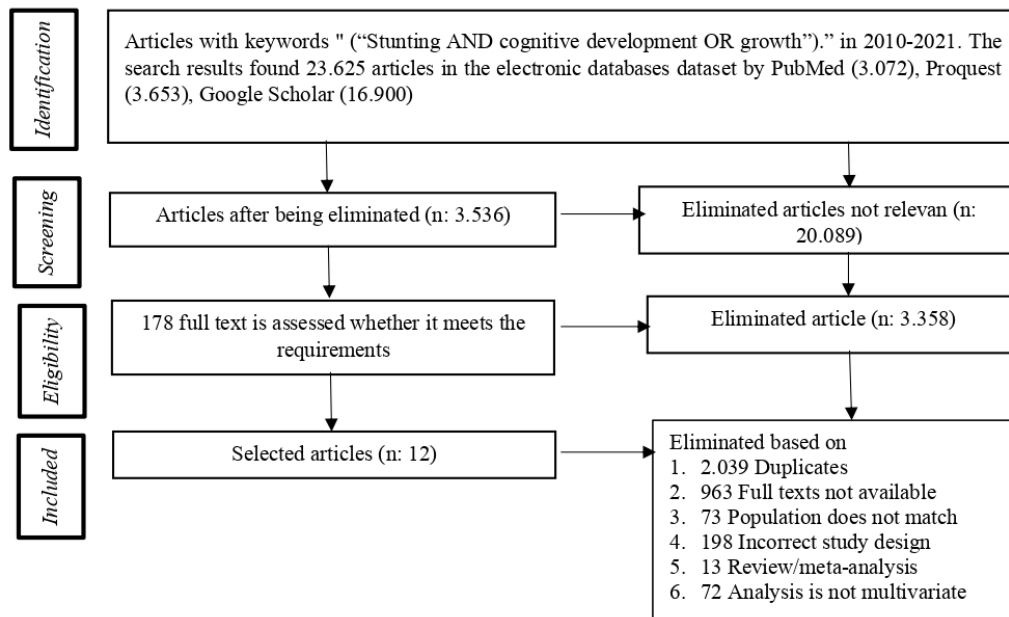 Identification
Articles with keywords " (“Stunting AND cognitive development OR growth”).” in 2010-2021. The
search results found 23.625 articles in the electronic databases dataset by PubMed (3.072), Proquest
(3.653), Google Scholar (16.900)
Screening
Articles after being eliminated (n: 3.536)
Eliminated articles not relevan (n:
20.089)
Eligibility
178 full text is assessed whether it meets the
requirements
Eliminated article (n: 3.358)
Included
Selected articles (n: 12)
Eliminated based on
1. 2.039 Duplicates
2. 963 Full texts not available
3. 73 Population does not match
4. 198 Incorrect study design
5. 13 Review/meta-analysis
6. 72 Analysis is not multivariate